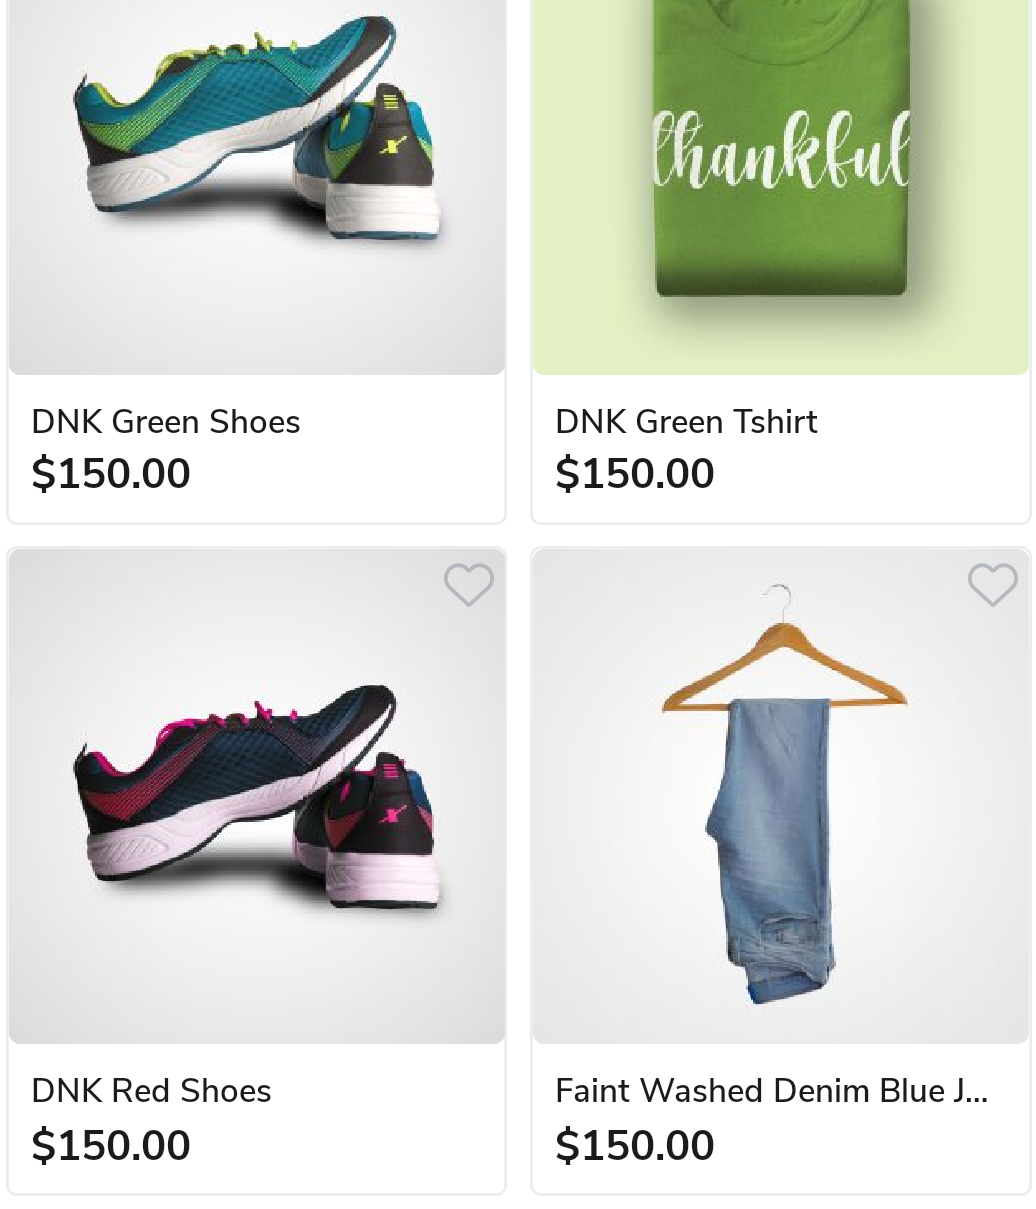 thankful
DNK Green Shoes
$150.00
DNK Green Tshirt
$150.00
DNK Red Shoes
$150.00
Faint Washed Denim Blue J...
$150.00